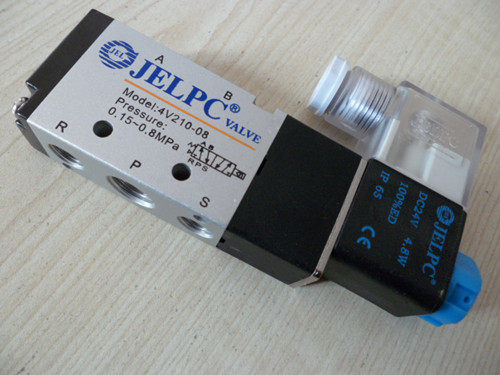 JEL
JELPC®
VALVE
Model:4V210-08
Pressure:
0.15~0.8MPa
A
B
R
P
S
A B
R P S
DC24V 4.8W
100%ED
IP 65
CE
JELPC®